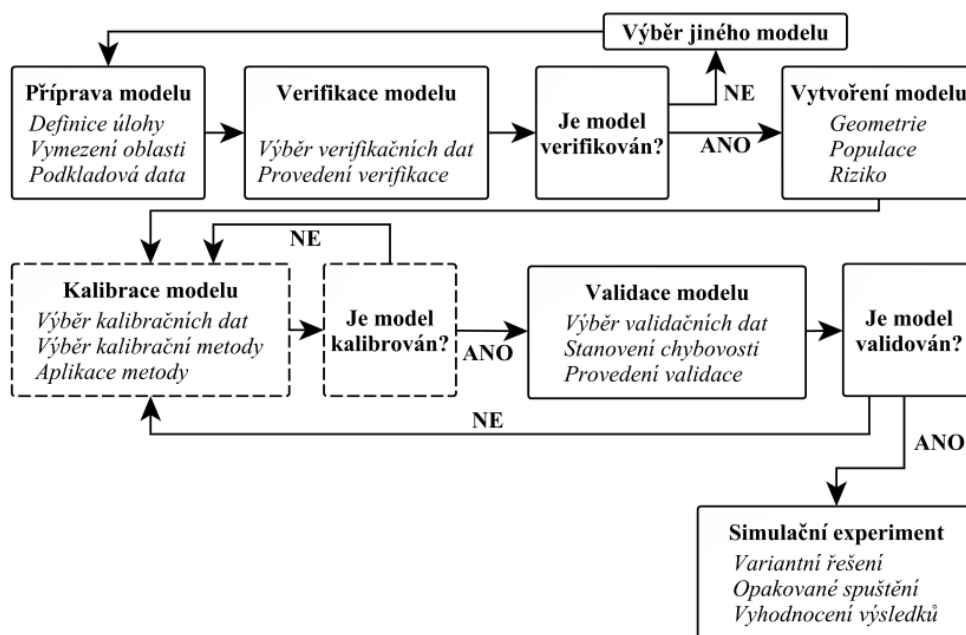 Výběr jiného modelu
Příprava modelu
Definice úlohy
Vymezení oblasti
Podkladová data
Verifikace modelu
Výběr verifikačních dat
Provedení verifikace
Je model
verifikován?
NE
ANO
Vytvoření modelu
Geometrie
Populace
Riziko
NE
Kalibrace modelu
Výběr kalibračních dat
Výběr kalibrační metody
Aplikace metody
Je model
kalibrován?
ANO
Validace modelu
Výběr validačních dat
Stanovení chybovosti
Provedení validace
Je model
validován?
NE
ANO
Simulační experiment
Variantní řešení
Opakované spuštění
Vyhodnocení výsledků